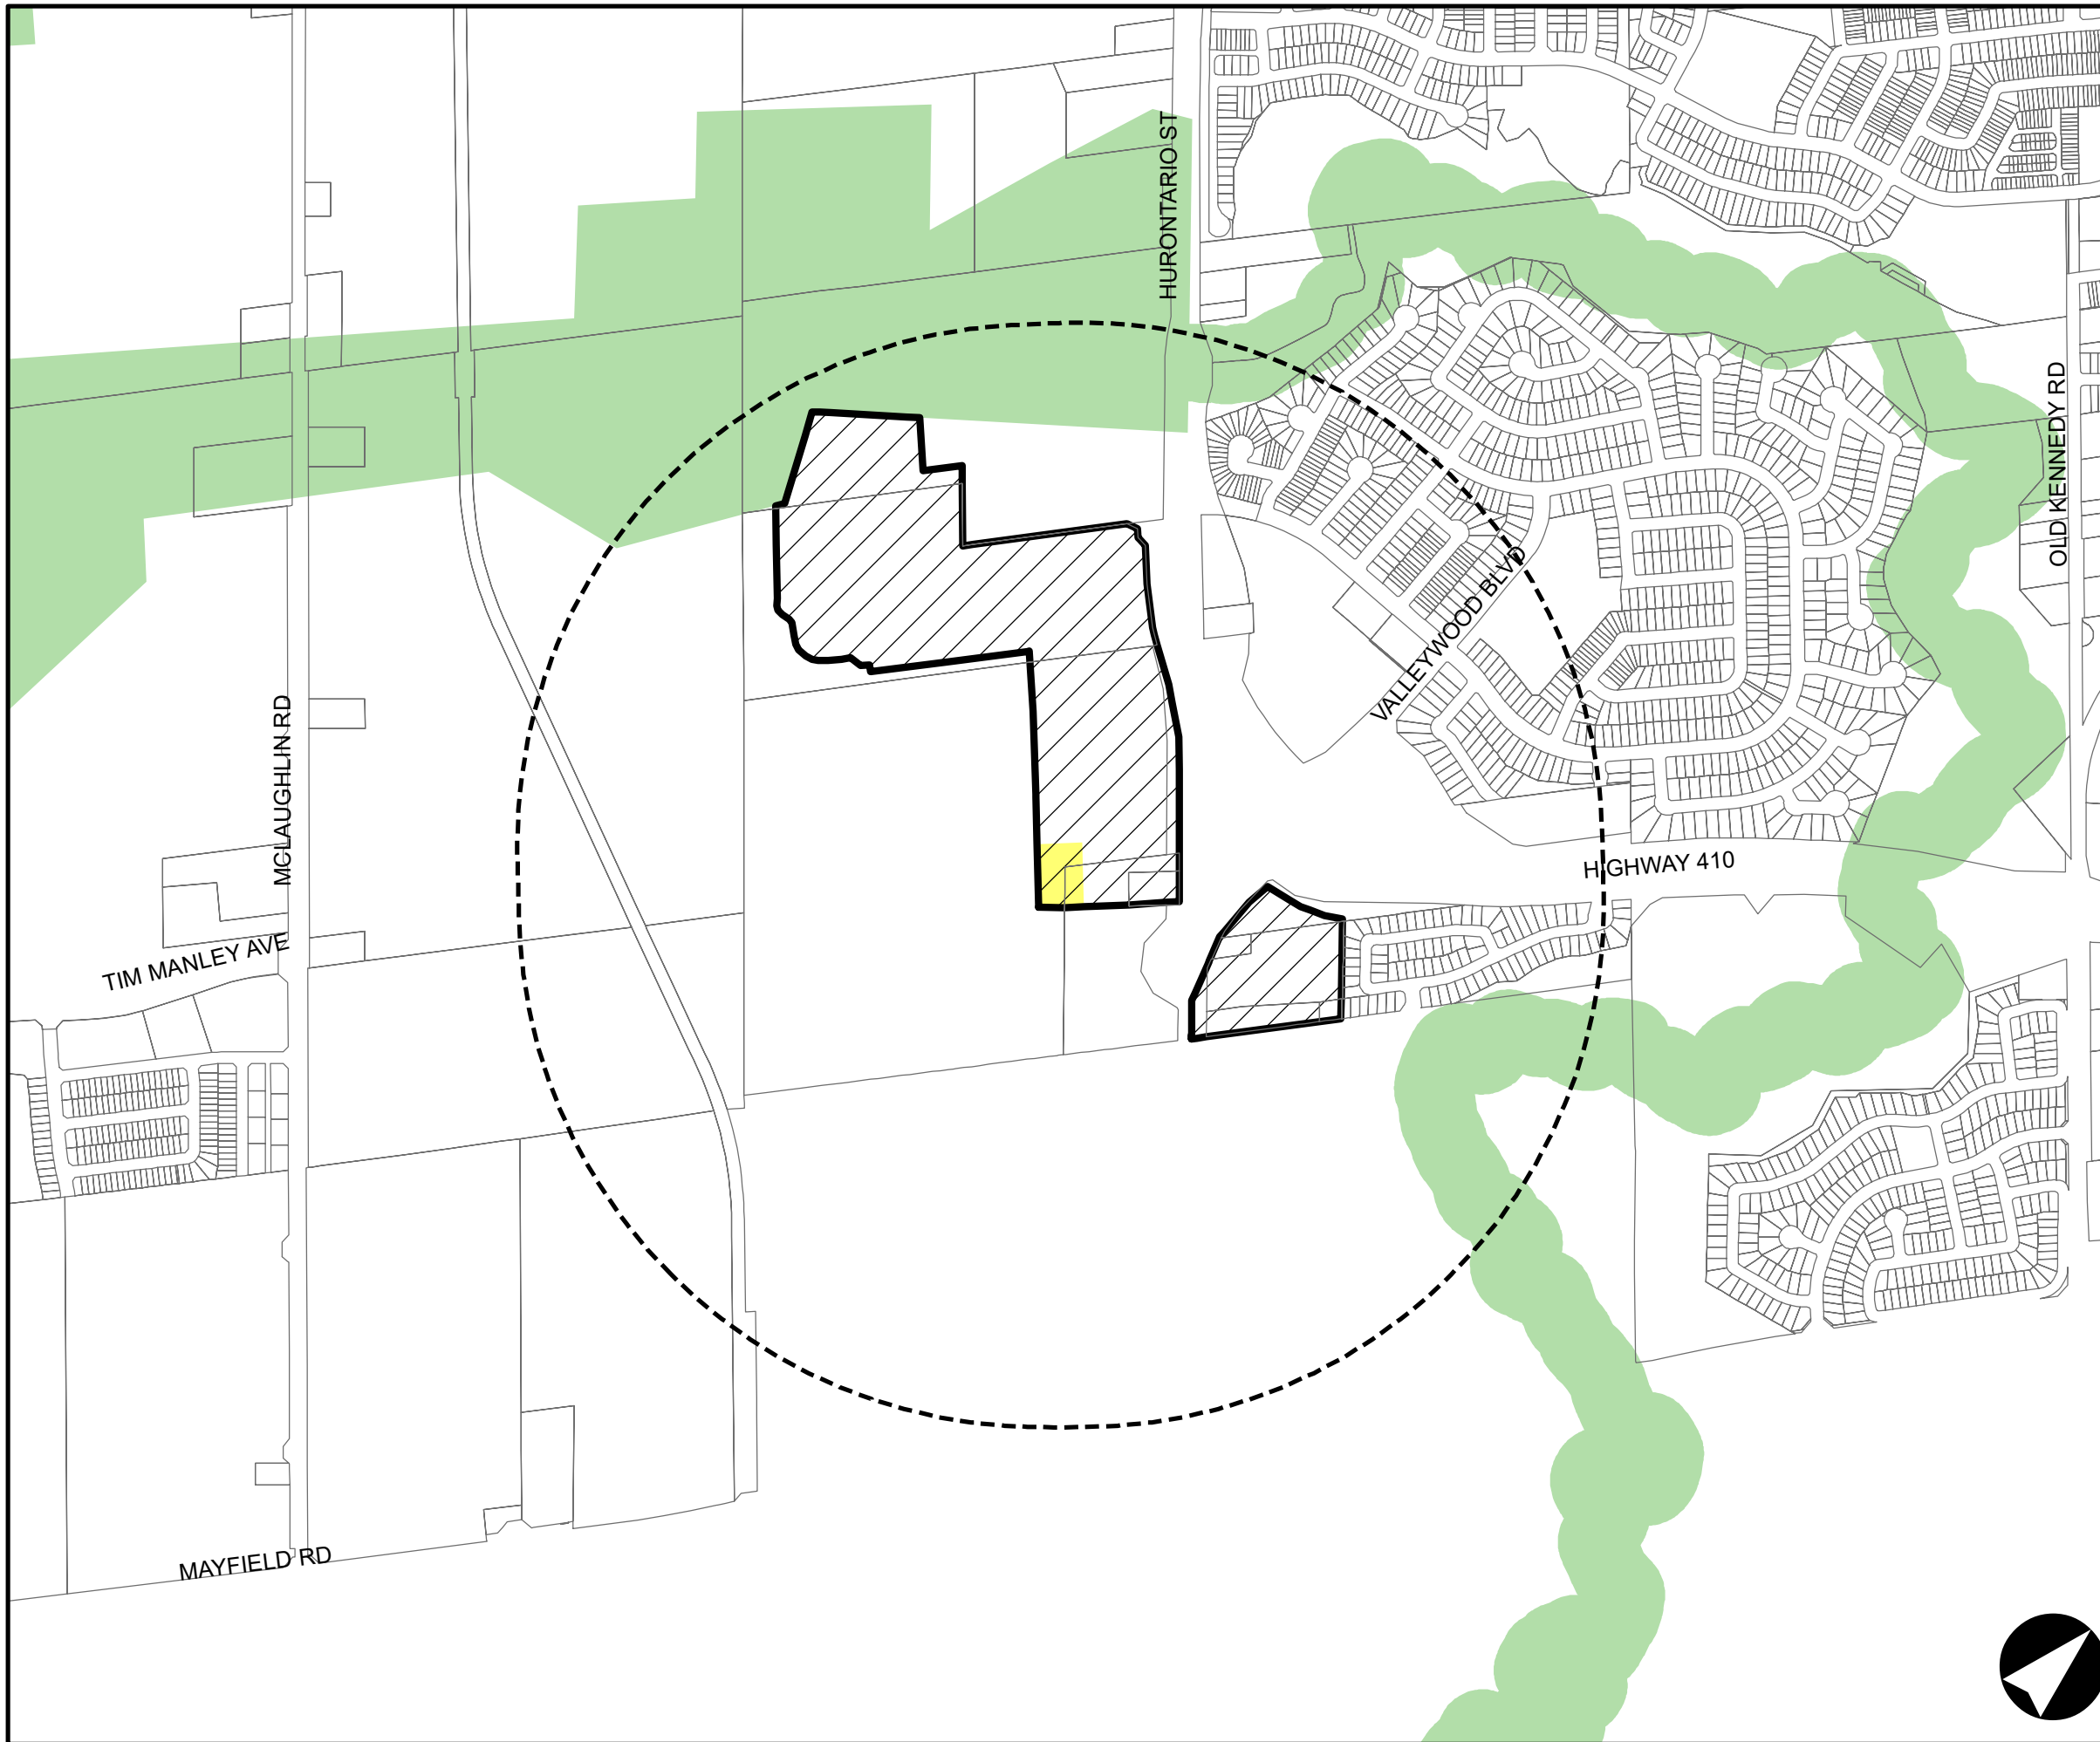 HURONTARIO ST
OLD KENNEDY RD
VALLEYWOOD BLVD
MCLAUGHLIN RD
HIGHWAY 410
TIM MANLEY AVE
MAYFIELD RD